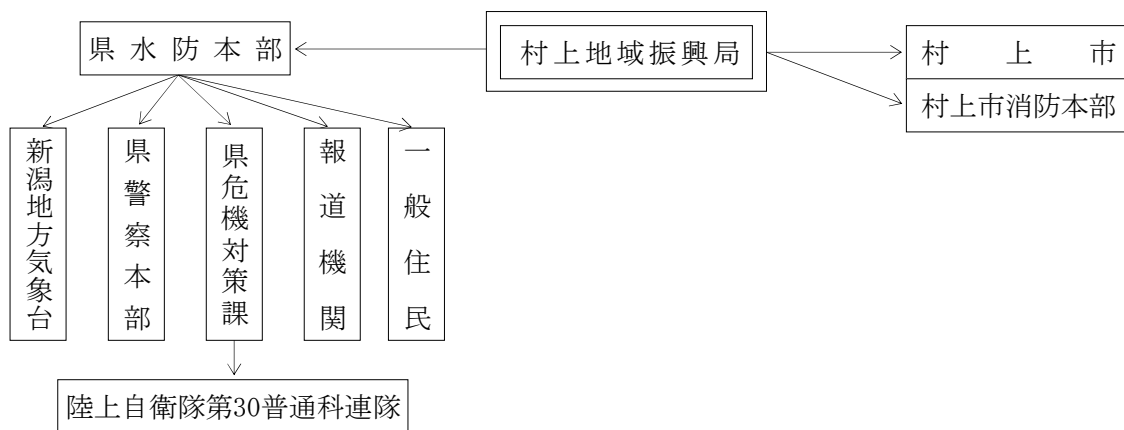 県水防本部
村上地域振興局
村上市
村上市消防本部
新潟地方気象台
県警察本部
県危機対策課
報道機関
一般住民
陸上自衛隊第30普通科連隊